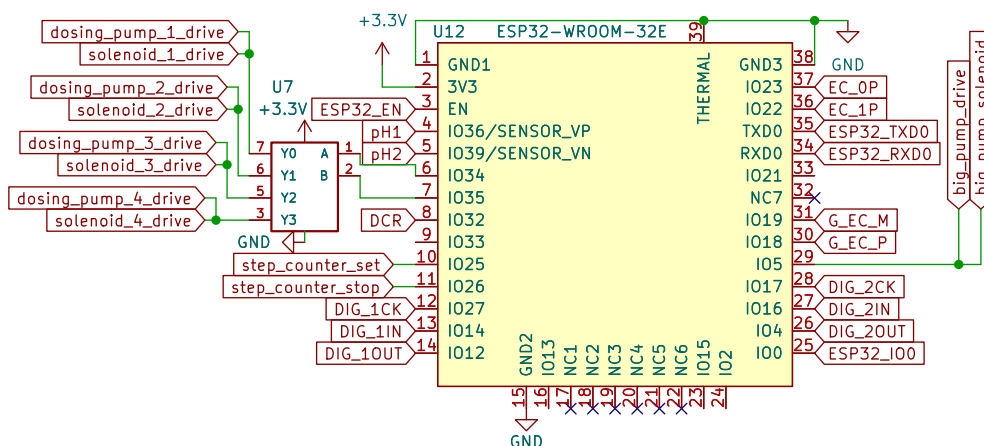 +3.3V
U12
ESP32-WROOM-32E
dosing_pump_1_drive
solenoid_1_drive
dosing_pump_2_drive
solenoid_2_drive
dosing_pump_3_drive
solenoid_3_drive
dosing_pump_4_drive
solenoid_4_drive
U7
+3.3V
7 Y0
6 Y1
5 Y2
3 Y3
A 1
B 2
GND
ESP32_EN
pH1
pH2
DCR
step_counter_set
step_counter_stop
DIG_1CK
DIG_1IN
DIG_1OUT
1 GND1
2 3V3
3 EN
4 IO36/SENSOR_VP
5 IO39/SENSOR_VN
6 IO34
7 IO35
8 IO32
9 IO33
10 IO25
11 IO26
12 IO27
13 IO14
14 IO12
15 GND2
16 IO13
17 NC1
18 NC2
19 NC3
20 NC4
21 NC5
22 NC6
23 IO15
24 IO2
GND
39 THERMAL
GND3 38
IO23 37
IO22 36
TXD0 35
RXD0 34
IO21 33
NC7 32
IO19 31
IO18 30
IO5 29
IO17 28
IO16 27
IO4 26
IO0 25
GND
EC_0P
EC_1P
ESP32_TXD0
ESP32_RXD0
G_EC_M
G_EC_P
DIG_2CK
DIG_2IN
DIG_2OUT
ESP32_IO0
big_pump_drive
big_pump_solenoid